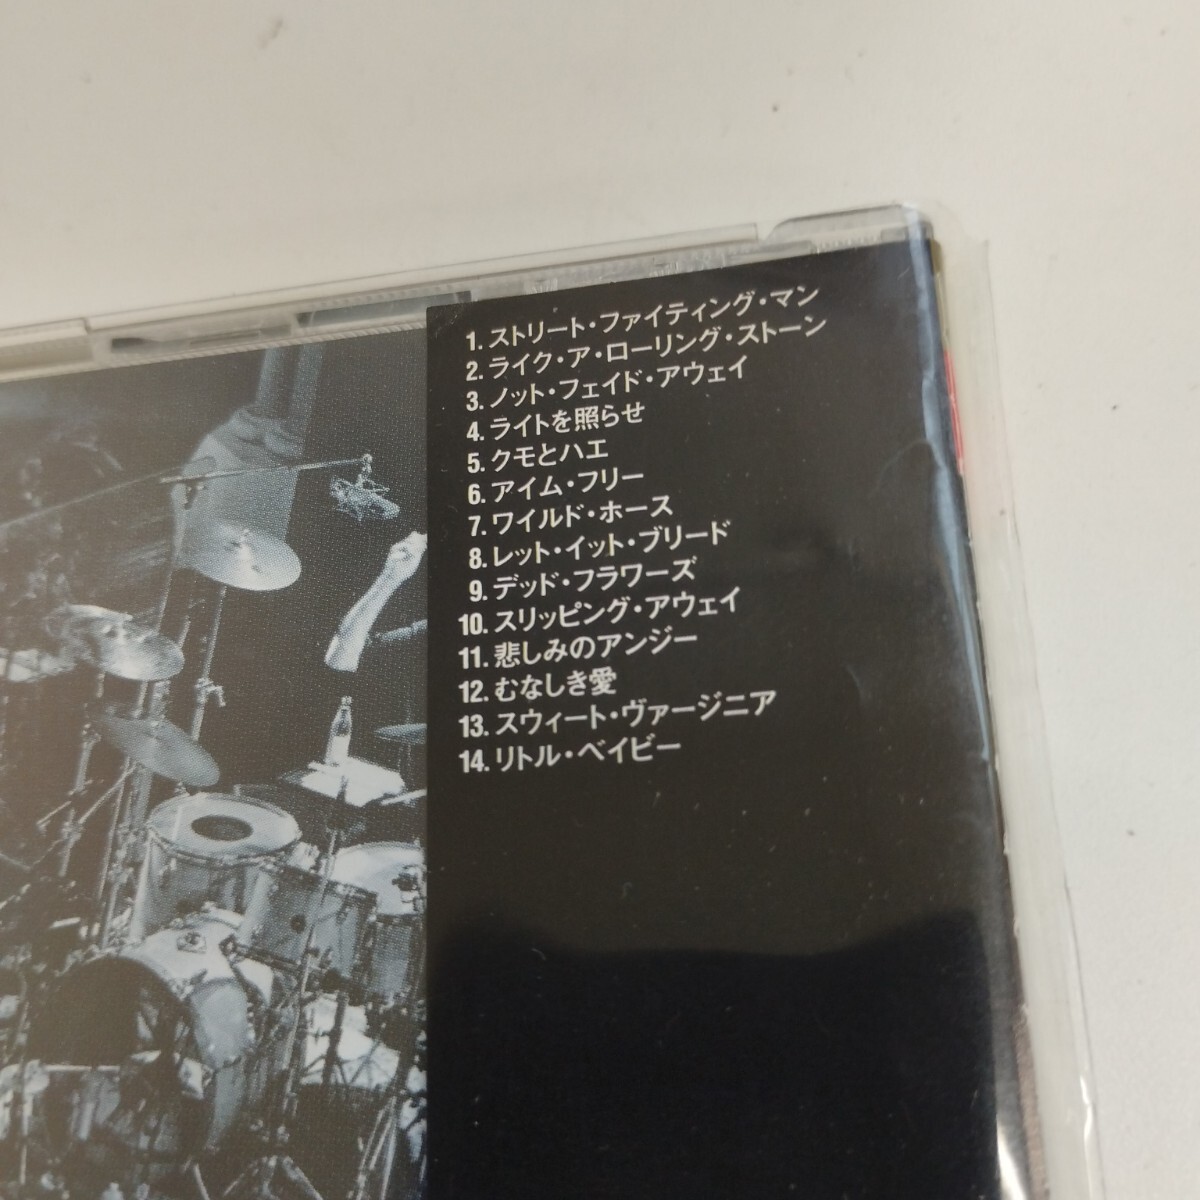 1. ストリート・ファイティング・マン
2. ライク・ア・ローリング・ストーン
3. ノット・フェイド・アウェイ
4. ライトを照らせ
5. クモとハエ
6. アイム・フリー
7. ワイルド・ホース
8. レット・イット・ブリード
9. デッド・フラワーズ
10. スリッピング・アウェイ
11. 悲しみのアンジー
12. むなしき愛
13. スウィート・ヴァージニア
14. リトル・ベイビー